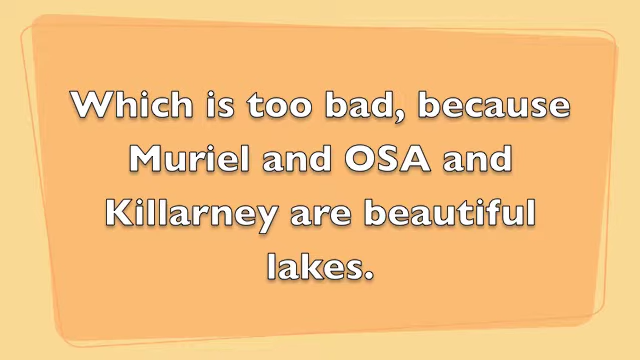 Which is too bad, because
Muriel and OSA and
Killarney are beautiful
lakes.